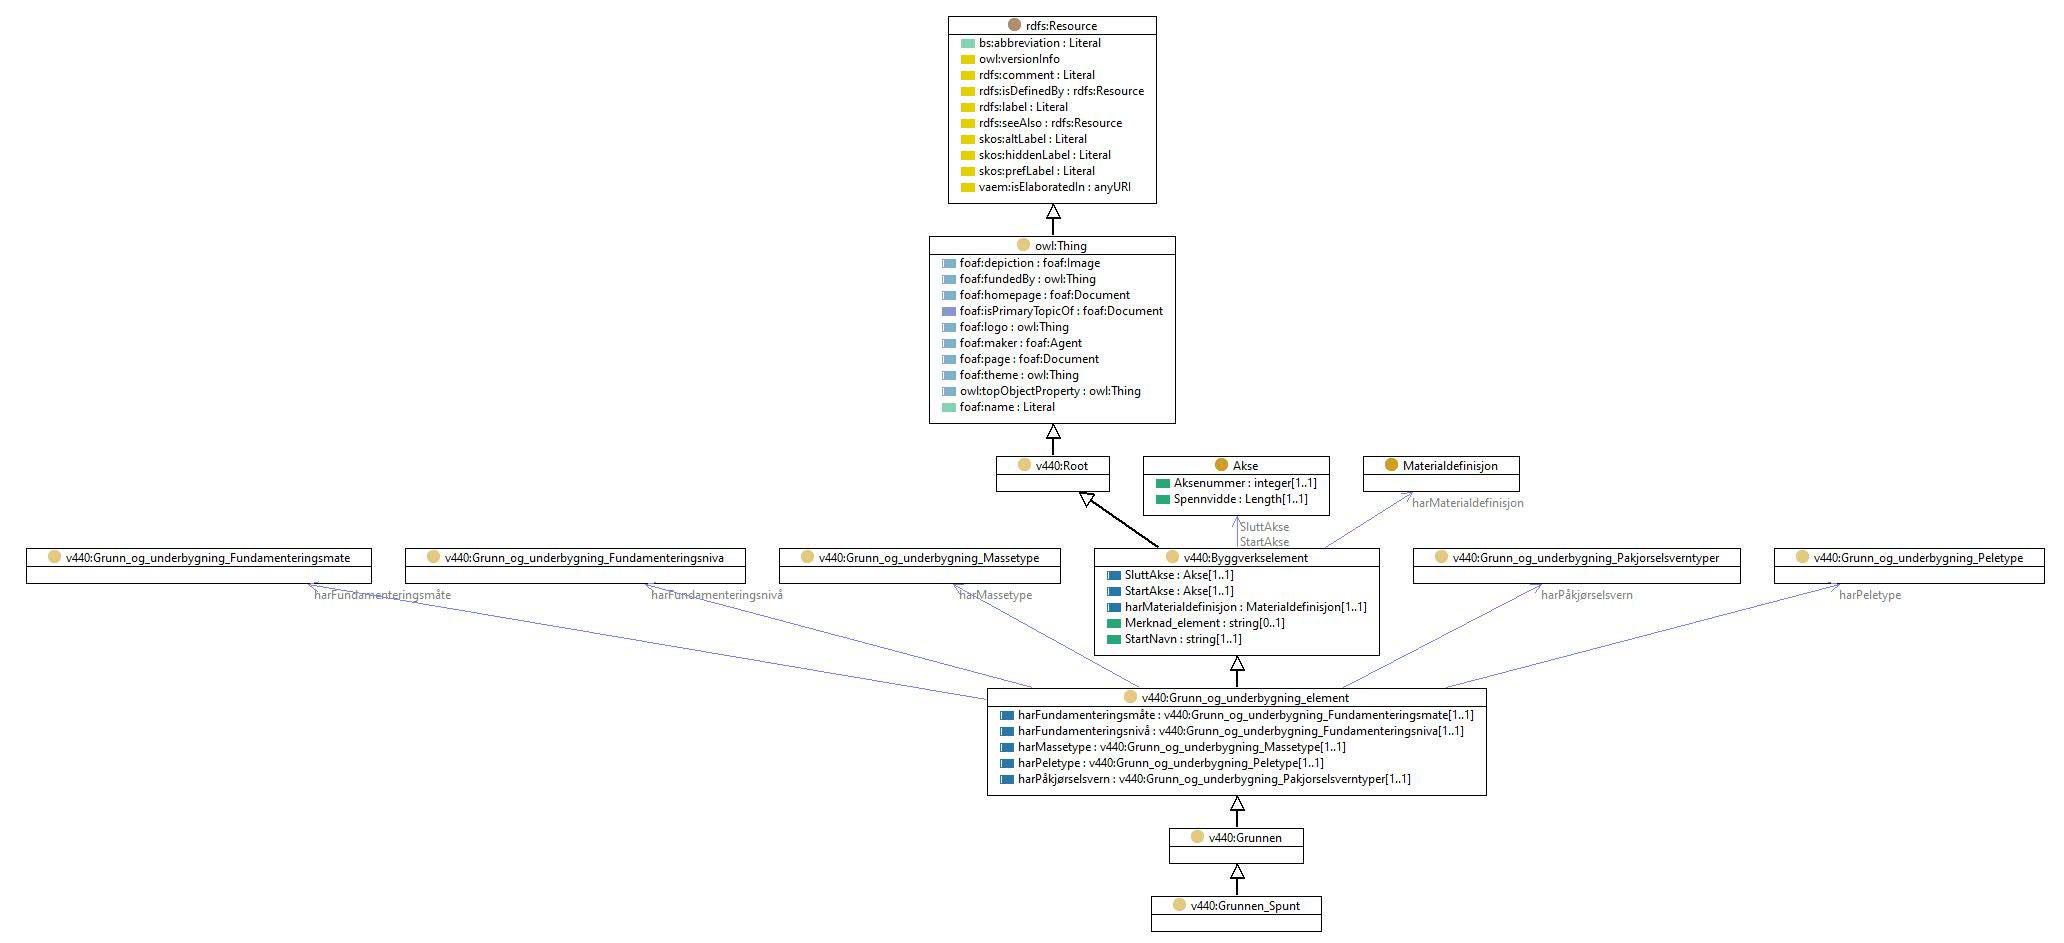 rdfs:Resource
bs:abbreviation : Literal
owl:versionInfo
rdfs:comment : Literal
rdfs:isDefinedBy : rdfs:Resource
rdfs:label : Literal
rdfs:seeAlso : rdfs:Resource
skos:altLabel : Literal
skos:hiddenLabel : Literal
skos:prefLabel : Literal
vaem:isElaboratedIn : anyURI
owl:Thing
foaf:depiction : foaf:Image
foaf:fundedBy : owl:Thing
foaf:homepage : foaf:Document
foaf:isPrimaryTopicOf : foaf:Document
foaf:logo : owl:Thing
foaf:maker : foaf:Agent
foaf:page : foaf:Document
foaf:theme : owl:Thing
owl:topObjectProperty : owl:Thing
foaf:name : Literal
v440:Root
Akse
Aksenummer : integer[1..1]
Spennvidde : Length[1..1]
Materialdefinisjon
harMaterialdefinisjon
SluttAkse
StartAkse
v440:Grunn_og_underbygning_Fundamenteringsmate
v440:Grunn_og_underbygning_Fundamenteringsniva
v440:Grunn_og_underbygning_Massetype
v440:Byggverkselement
SluttAkse : Akse[1..1]
StartAkse : Akse[1..1]
harMaterialdefinisjon : Materialdefinisjon[1..1]
Merknad_element : string[0..1]
StartNavn : string[1..1]
v440:Grunn_og_underbygning_Pakjorselsverntyper
v440:Grunn_og_underbygning_Peletype
harFundamenteringsmåte
harFundamenteringsnivå
harMassetype
harPåkjørselsvern
harPeletype
v440:Grunn_og_underbygning_element
harFundamenteringsmåte : v440:Grunn_og_underbygning_Fundamenteringsmate[1..1]
harFundamenteringsnivå : v440:Grunn_og_underbygning_Fundamenteringsniva[1..1]
harMassetype : v440:Grunn_og_underbygning_Massetype[1..1]
harPeletype : v440:Grunn_og_underbygning_Peletype[1..1]
harPåkjørselsvern : v440:Grunn_og_underbygning_Pakjorselsverntyper[1..1]
v440:Grunnen
v440:Grunnen_Spunt